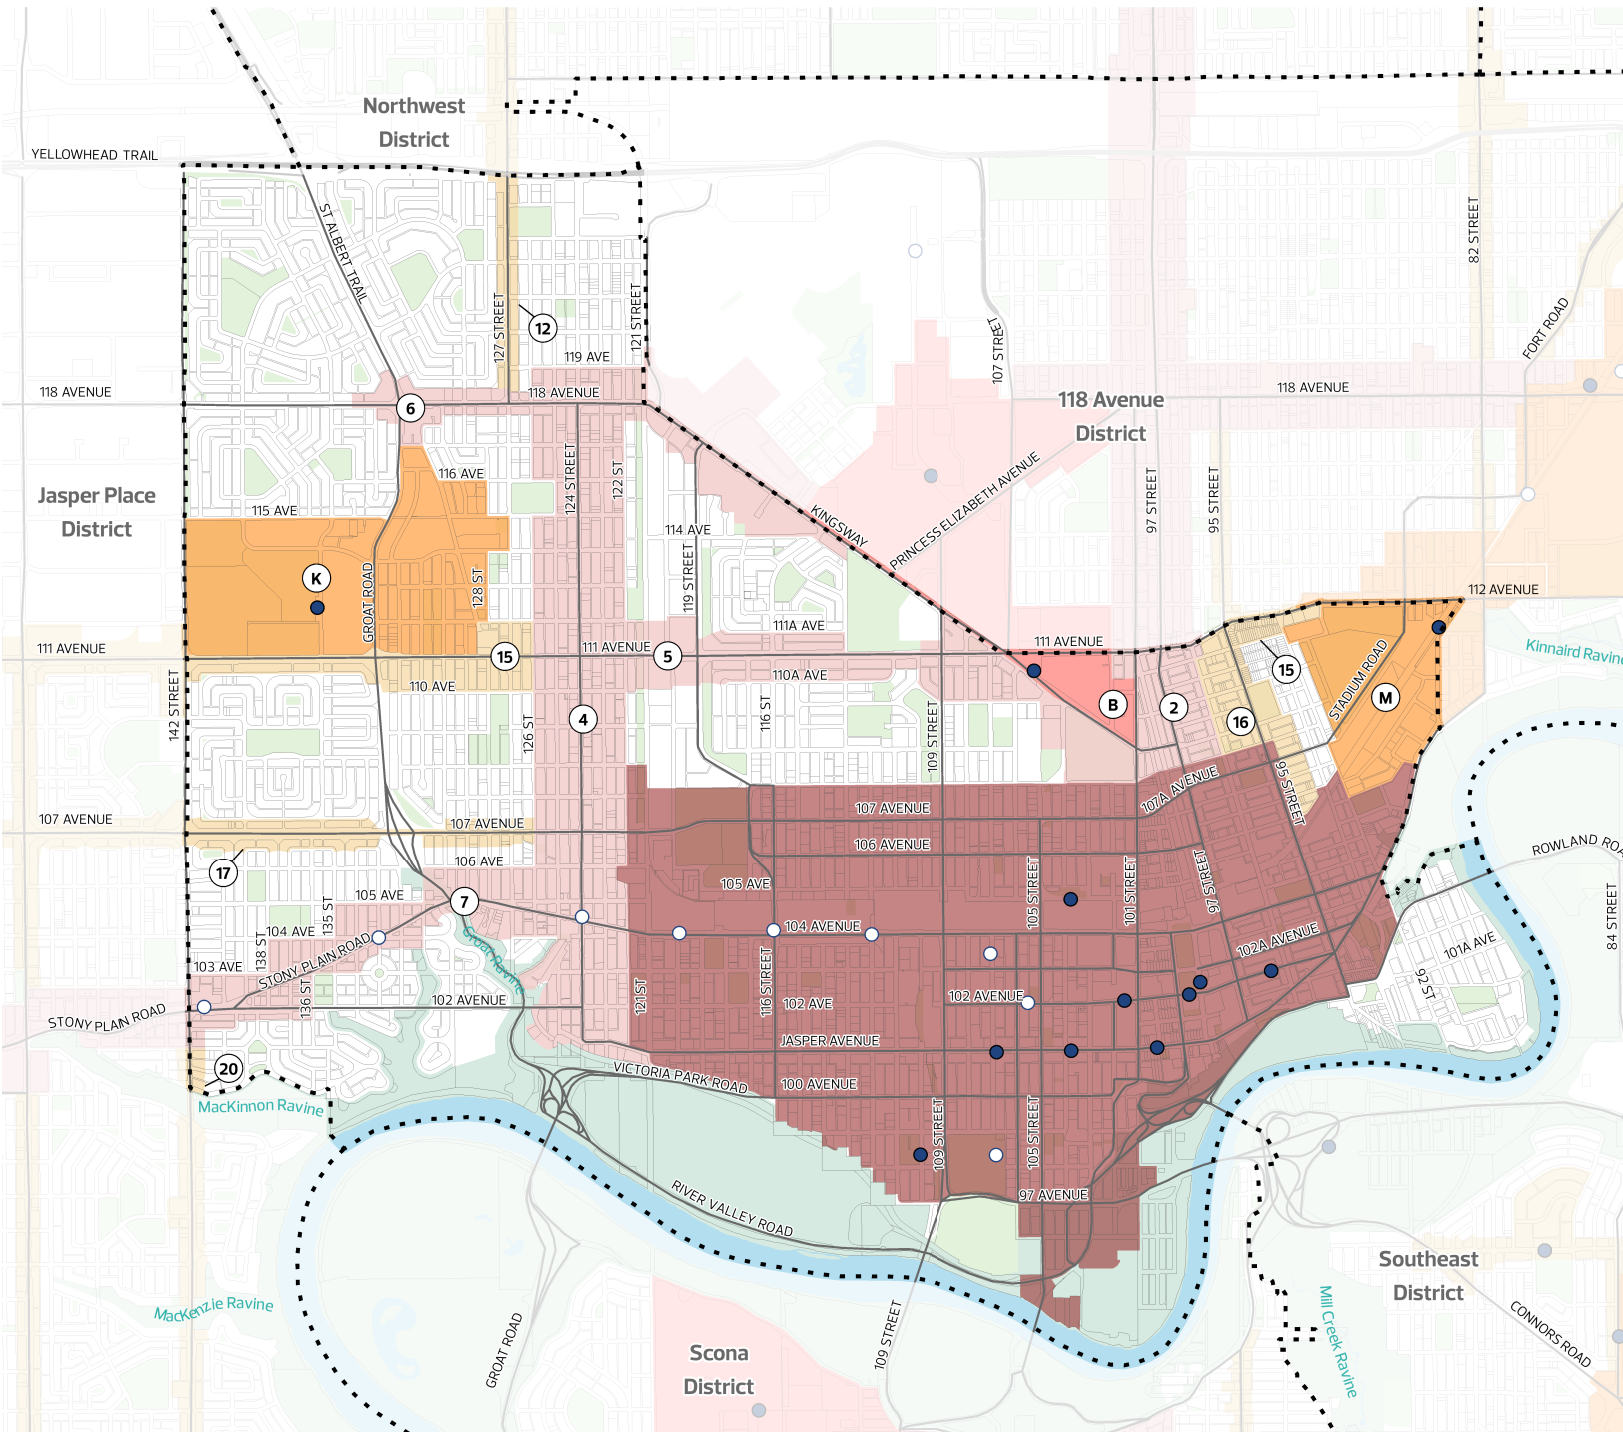 Northwest
District
YELLOWHEAD TRAIL
ST ALBERT TRAIL
127 STREET
12
121 STREET
119 AVE
107 STREE
82 STREET
FORT ROAD
118 AVENUE
118 AVENUE
118 AVENUE
118 Avenue
District
6
124 STREET
122 ST
116 AVE
Jasper Place
District
115 AVE
114 AVE
KINGSWAY
PRINCESS ELIZABETH AVENUE
97 STREET
95 STREET
K
GROAT ROAD
128 ST
119 STREET
112 AVENUE
111A AVE
111 AVENUE
111 AVENUE
111 AVENUE
Kinnaird Ravine
15
5
15
110 AVE
110A AVE
142 STREET
126 ST
4
116 ST
109 STREET
B
2
16
STADIUM ROAD
M
95 STREET
107A AVENUE
107 AVENUE
107 AVENUE
107 AVENUE
106 AVENUE
106 AVE
17
105 AVE
105 AVE
105 STREET
101 STREET
97 STREET
ROWLAND ROA
84 STREET
7
135 ST
138 ST
104 AVE
104 AVENUE
STONY PLAIN ROAD
Groat Ravine
103 AVE
136 ST
102 AVENUE
121 ST
116 STREET
102 AVE
102 AVENUE
102A AVENUE
101A AVE
92 ST
STONY PLAIN ROAD
JASPER AVENUE
20
VICTORIA PARK ROAD
100 AVENUE
MacKinnon Ravine
109 STREET
105 STREET
97 AVENUE
RIVER VALLEY ROAD
MacKenzie Ravine
GROAT ROAD
109 STREET
Scona
District
Southeast
District
Mill Creek Ravine
CONNORS ROAD